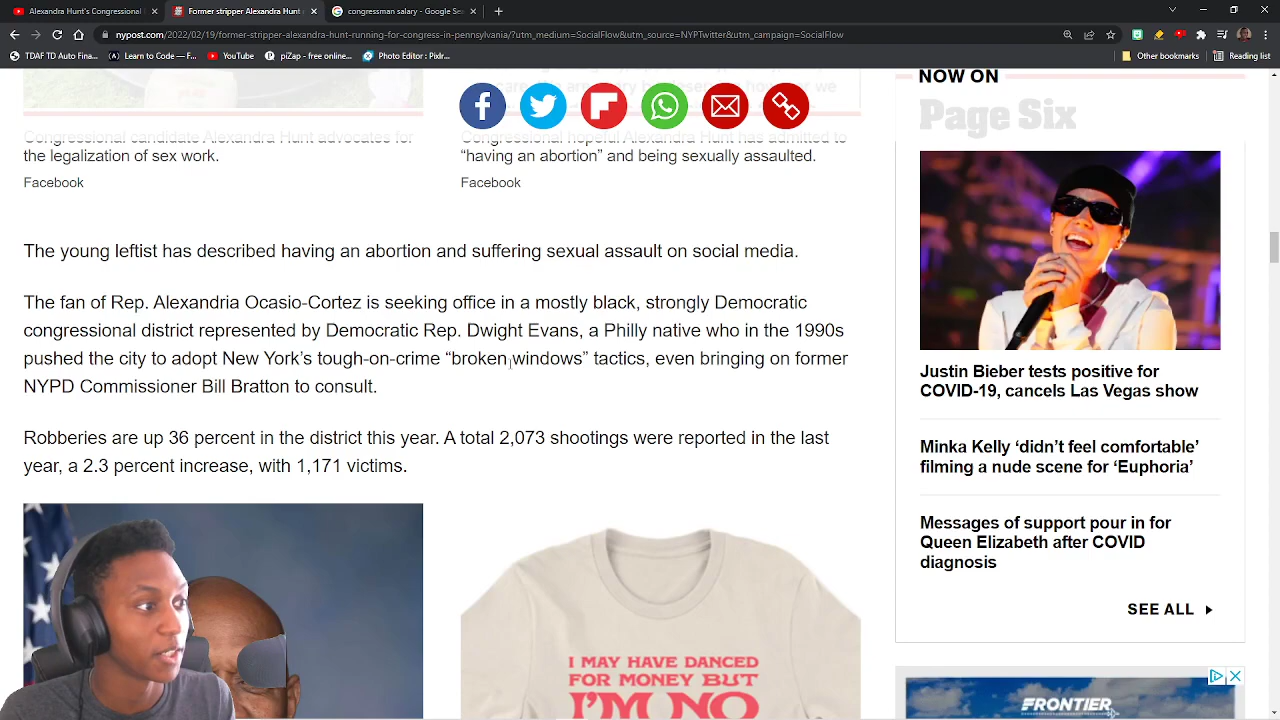 Alexandra Hunt's Congressional
Former stripper Alexandra Hunt
congressman salary - Google Se
nypost.com/2022/02/19/former-stripper-alexandra-hunt-running-for-congress-in-pennsylvania/?utm_medium=SocialFlow&utm_source=NYPTwitter&utm_campaign=SocialFlow
TDAF TD Auto Fina...
Learn to Code — F...
YouTube
piZap - free online...
Photo Editor : Pixlr...
Other bookmarks
Reading list
NOW ON
Page Six
Congressional candidate Alexandra Hunt advocates for
the legalization of sex work.
Facebook
Congressional hopeful Alexandra Hunt has admitted to
“having an abortion” and being sexually assaulted.
Facebook
The young leftist has described having an abortion and suffering sexual assault on social media.
The fan of Rep. Alexandria Ocasio-Cortez is seeking office in a mostly black, strongly Democratic
congressional district represented by Democratic Rep. Dwight Evans, a Philly native who in the 1990s
pushed the city to adopt New York’s tough-on-crime “broken windows” tactics, even bringing on former
NYPD Commissioner Bill Bratton to consult.
Robberies are up 36 percent in the district this year. A total 2,073 shootings were reported in the last
year, a 2.3 percent increase, with 1,171 victims.
I MAY HAVE DANCED
FOR MONEY BUT
I'M NO
Justin Bieber tests positive for
COVID-19, cancels Las Vegas show
Minka Kelly ‘didn’t feel comfortable’
filming a nude scene for ‘Euphoria’
Messages of support pour in for
Queen Elizabeth after COVID
diagnosis
SEE ALL
FRONTIER